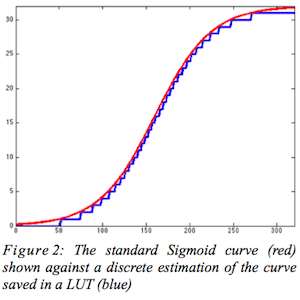 30
25
20
15
10
5
0
0 50 100 150 200 250 300
Figure 2: The standard Sigmoid curve (red)
shown against a discrete estimation of the curve
saved in a LUT (blue)